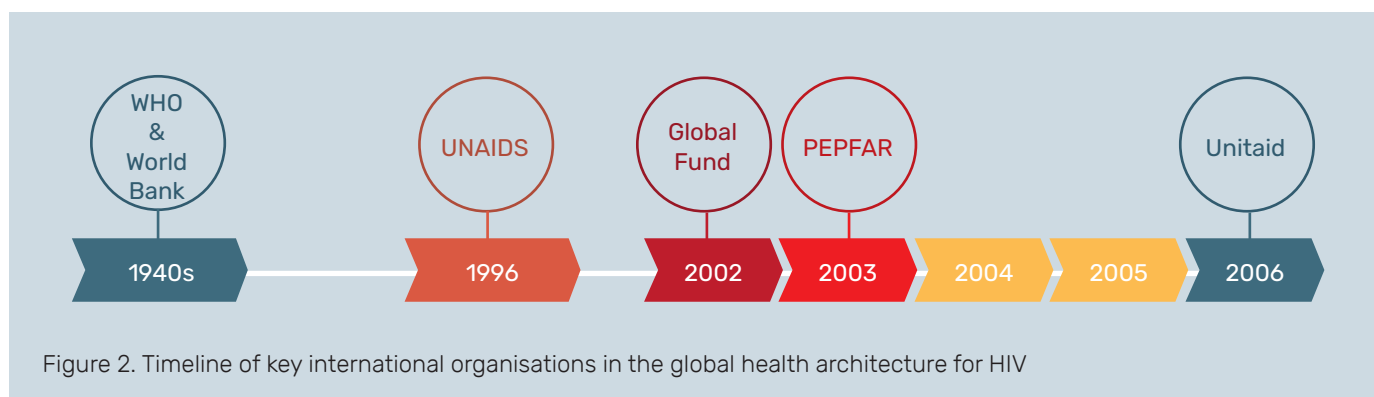 WHO
&
World
Bank
UNAIDS
Global
Fund
PEPFAR
Unitaid
1940s
1996
2002
2003
2004
2005
2006
Figure 2. Timeline of key international organisations in the global health architecture for HIV